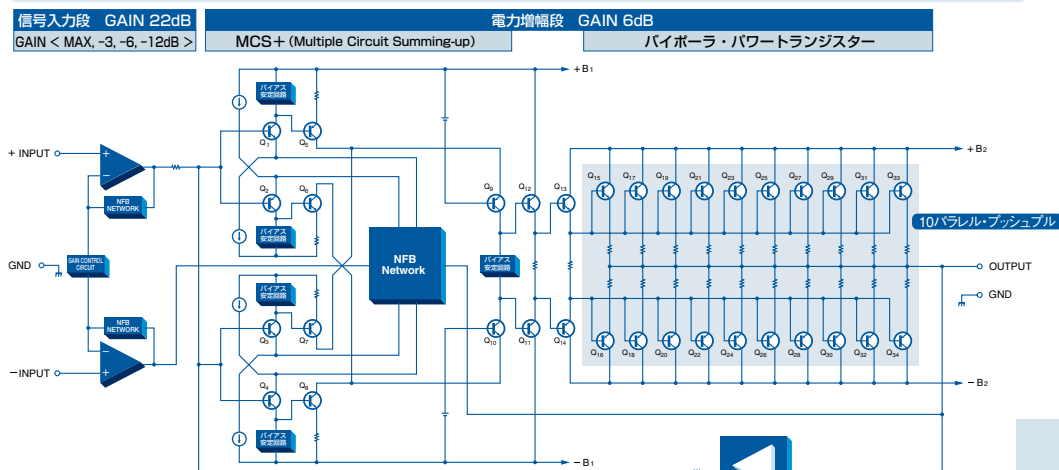 信号入力段 GAIN 22dB
GAIN < MAX, −3, −6, −12dB >
電力増幅段 GAIN 6dB
MCS＋ (Multiple Circuit Summing-up)
バイポーラ・パワートランジスター
+B1
バイアス
安定回路
Q1
Q5
+ INPUT
+
−
NFB
NETWORK
+B2
Q15
Q17
Q19
Q21
Q23
Q25
Q27
Q29
Q31
Q33
Q2
Q6
Q9
Q12
Q13
10パラレル・プッシュプル
バイアス
安定回路
GND
GAIN CONTROL
CIRCUIT
NFB
Network
バイアス
安定回路
OUTPUT
GND
バイアス
安定回路
NFB
NETWORK
Q3
Q7
Q10
Q11
Q14
Q16
Q18
Q20
Q22
Q24
Q26
Q28
Q30
Q32
Q34
−
+
−INPUT
−B2
Q4
Q8
バイアス
安定回路
−B1